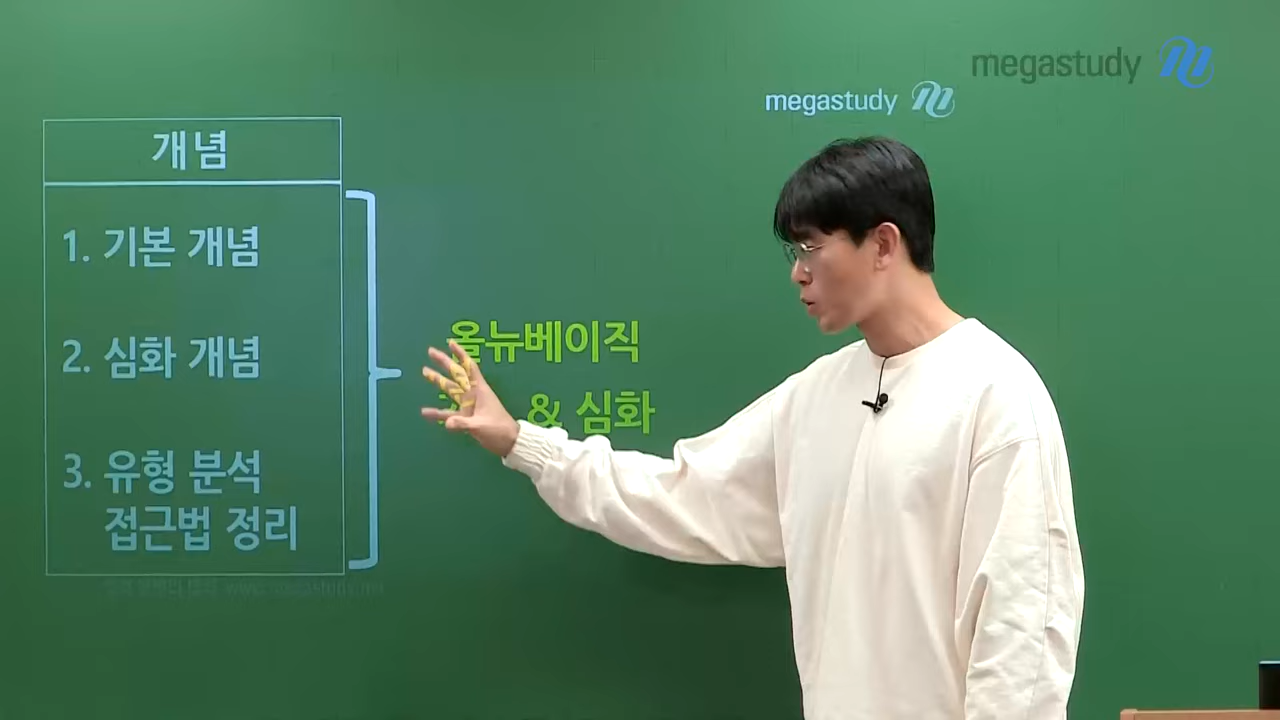 megastudy
megastudy
개념
1. 기본 개념
2. 심화 개념
3. 유형 분석
접근법 정리
올뉴베이직
& 심화